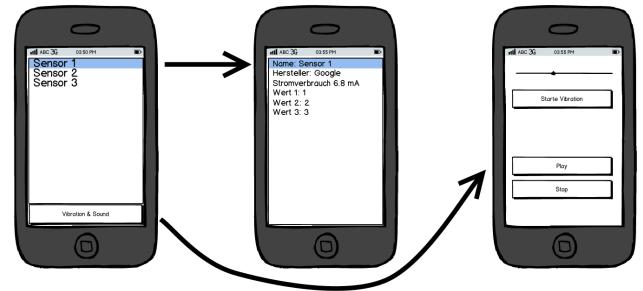 ABC 3G 03:50 PM
Sensor 1
Sensor 2
Sensor 3
Vibration & Sound
ABC 3G 03:55 PM
Name: Sensor 1
Hersteller: Google
Stromverbrauch 6.8 mA
Wert 1: 1
Wert 2: 2
Wert 3: 3
ABC 3G 03:55 PM
Starte Vibration
Play
Stop